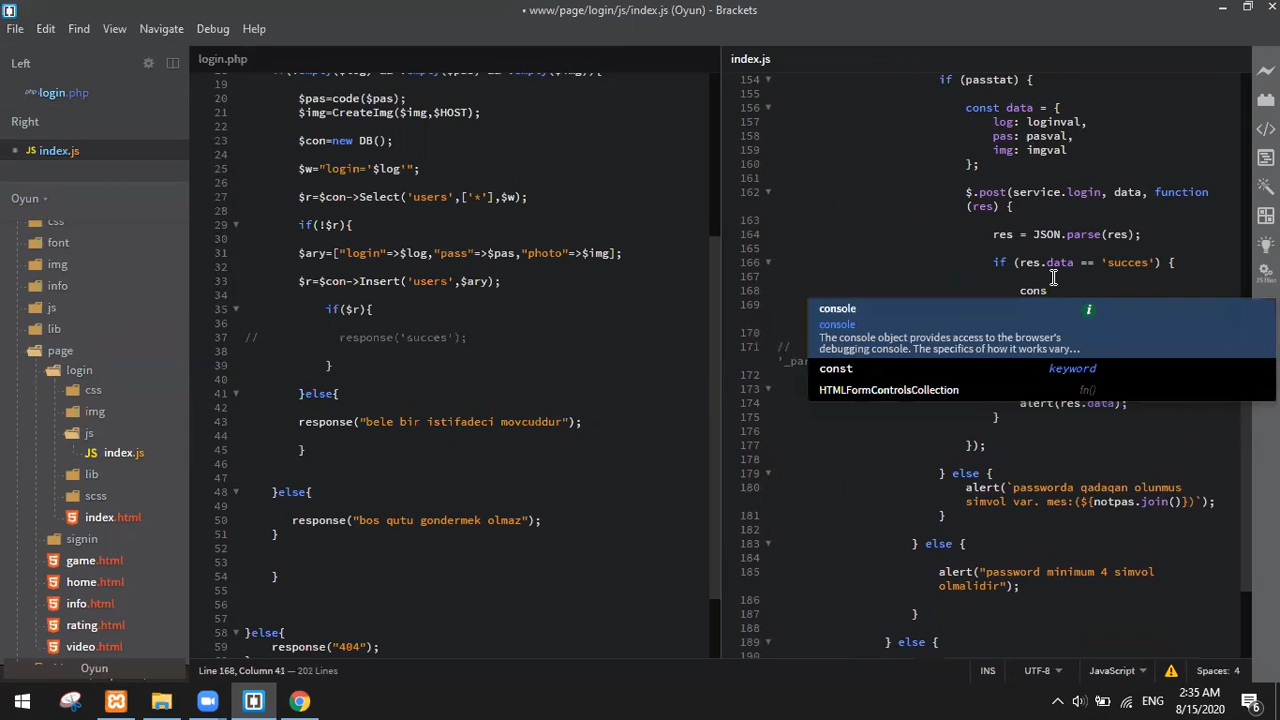 • www/page/login/js/index.js (Oyun) - Brackets
File Edit Find View Navigate Debug Help
Left
login.php
Right
• index.js
Oyun
css
font
img
info
js
lib
page
login
css
img
js
index.js
lib
scss
index.html
signin
game.html
home.html
info.html
rating.html
video.html
Oyun
login.php
19
20 $pas=code($pas);
21 $img=CreateImg($img,$HOST);
22
23 $con=new DB();
24
25 $w="login='$log'";
26
27 $r=$con->Select('users',['*'],$w);
28
29 if(!$r){
30
31 $ary=["login"=>$log,"pass"=>$pas,"photo"=>$img];
32
33 $r=$con->Insert('users',$ary);
34
35 if($r){
36
37 // response('succes');
38
39 }
40
41 }else{
42
43 response("bele bir istifadeci movcuddur");
44
45 }
46
47
48 }else{
49
50 response("bos qutu gondermek olmaz");
51 }
52
53
54 }
55
56
57
58 }else{
59 response("404");
index.js
154 if (passtat) {
155
156 const data = {
157 log: loginval,
158 pas: pasval,
159 img: imgval
160 };
161
162 $.post(service.login, data, function
(res) {
163
164 res = JSON.parse(res);
165
166 if (res.data == 'succes') {
167
168 cons
169
console
console
The console object provides access to the browser's
debugging console. The specifics of how it works vary…
const keyword
HTMLFormControlsCollection fn()
170
171 //
172
173
174 alert(res.data);
175 }
176
177 });
178
179 } else {
180 alert(`passworda qadaqan olunmus
simvol var. mes:(${notpas.join()})`);
181 }
182
183 } else {
184
185 alert("password minimum 4 simvol
olmalidir");
186
187 }
188
189 } else {
190
Line 168, Column 41 — 202 Lines
INS UTF-8 JavaScript Spaces: 4
JS files
ENG
2:35 AM
8/15/2020
6